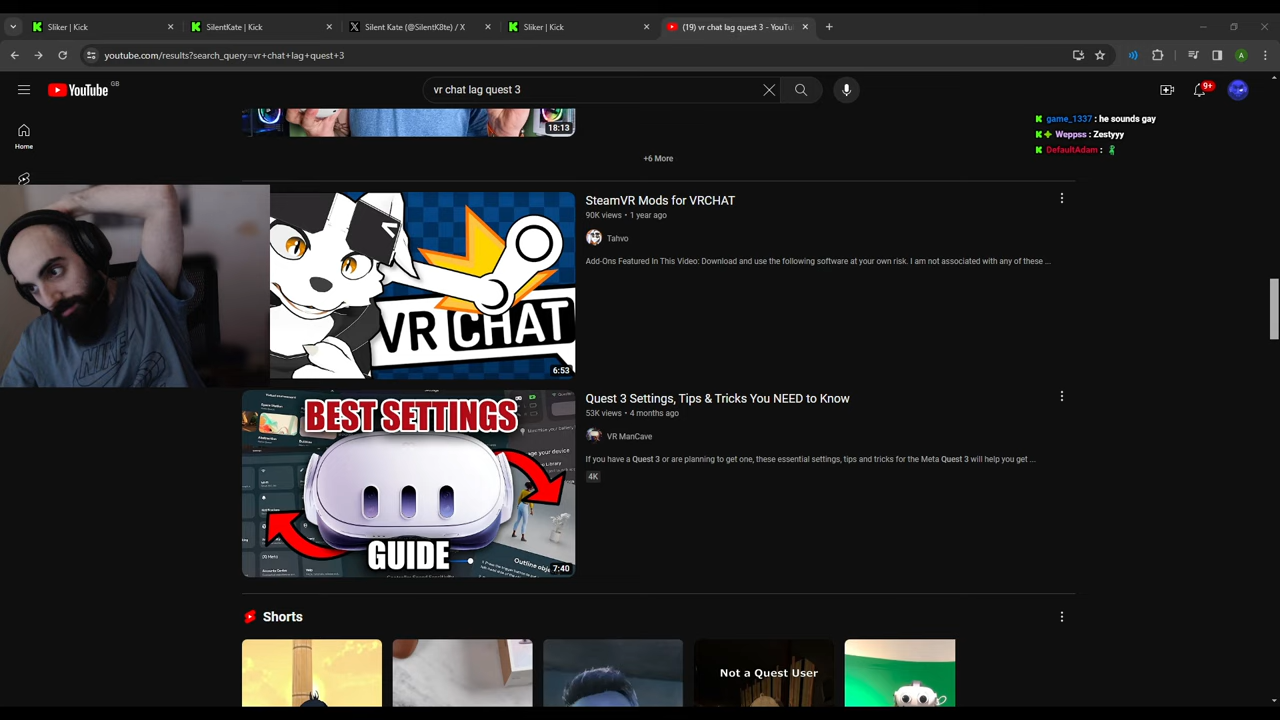 Sliker | Kick
SilentKate | Kick
Silent Kate (@SilentK8te) / X
Sliker | Kick
(19) vr chat lag quest 3 - YouTu
youtube.com/results?search_query=vr+chat+lag+quest+3
A
YouTube GB
vr chat lag quest 3
9+
Home
18:13
+6 More
game_1337 : he sounds gay
Weppss : Zestyyy
DefaultAdam :
SteamVR Mods for VRCHAT
90K views • 1 year ago
Tahvo
Add-Ons Featured In This Video: Download and use the following software at your own risk. I am not associated with any of these ...
VR CHAT
6:53
NIKE
Quest 3 Settings, Tips & Tricks You NEED to Know
53K views • 4 months ago
VR ManCave
If you have a Quest 3 or are planning to get one, these essential settings, tips and tricks for the Meta Quest 3 will help you get ...
4K
BEST SETTINGS
GUIDE
7:40
Shorts
Not a Quest User